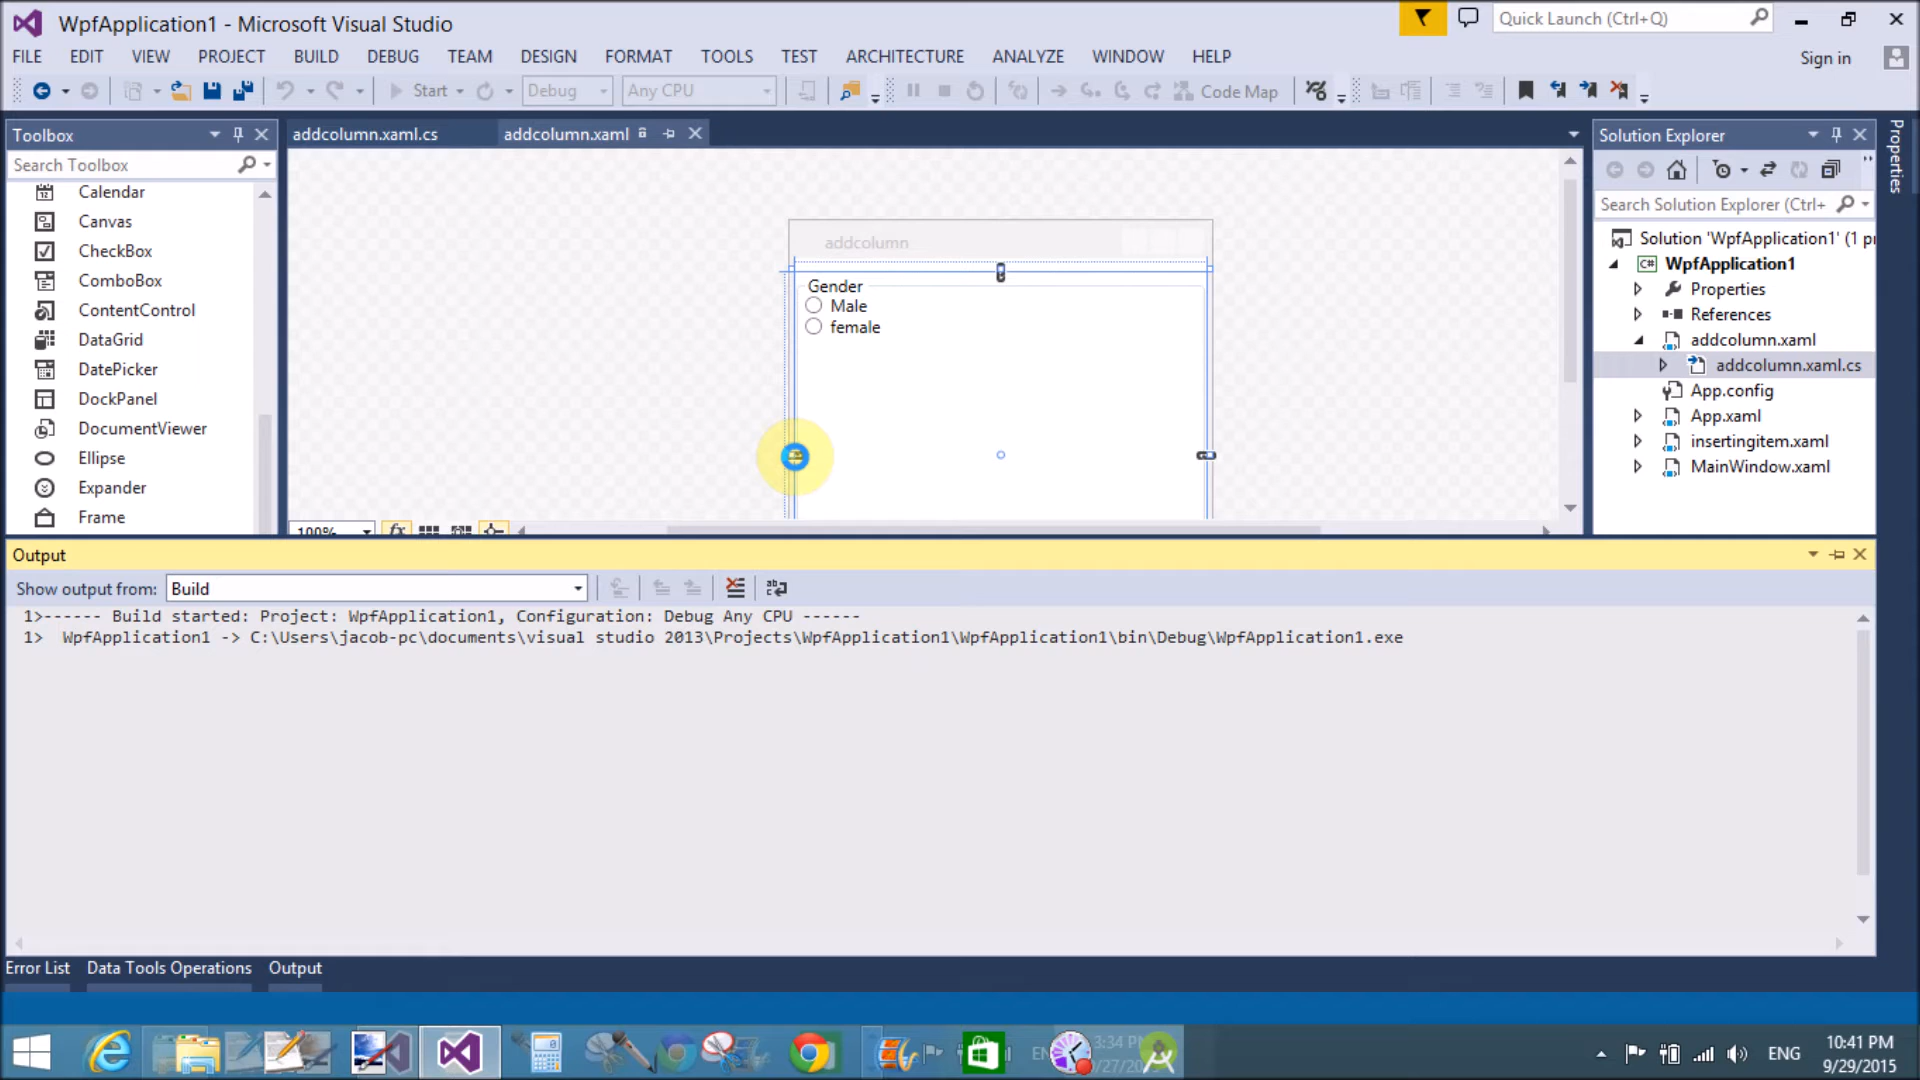 WpfApplication1 - Microsoft Visual Studio
Quick Launch (Ctrl+Q)
FILE EDIT VIEW PROJECT BUILD DEBUG TEAM DESIGN FORMAT TOOLS TEST ARCHITECTURE ANALYZE WINDOW HELP
Sign in
Start Debug Any CPU Code Map
Toolbox
addcolumn.xaml.cs addcolumn.xaml
Solution Explorer
Properties
Search Toolbox
Search Solution Explorer (Ctrl+
Calendar
Canvas
CheckBox
ComboBox
ContentControl
DataGrid
DatePicker
DockPanel
DocumentViewer
Ellipse
Expander
Frame
addcolumn
Gender
Male
female
100%
Solution 'WpfApplication1' (1 pr
WpfApplication1
Properties
References
addcolumn.xaml
addcolumn.xaml.cs
App.config
App.xaml
insertingitem.xaml
MainWindow.xaml
Output
Show output from: Build
1>------ Build started: Project: WpfApplication1, Configuration: Debug Any CPU ------
1> WpfApplication1 -> C:\Users\jacob-pc\documents\visual studio 2013\Projects\WpfApplication1\WpfApplication1\bin\Debug\WpfApplication1.exe
Error List Data Tools Operations Output
ENG
10:41 PM
9/29/2015